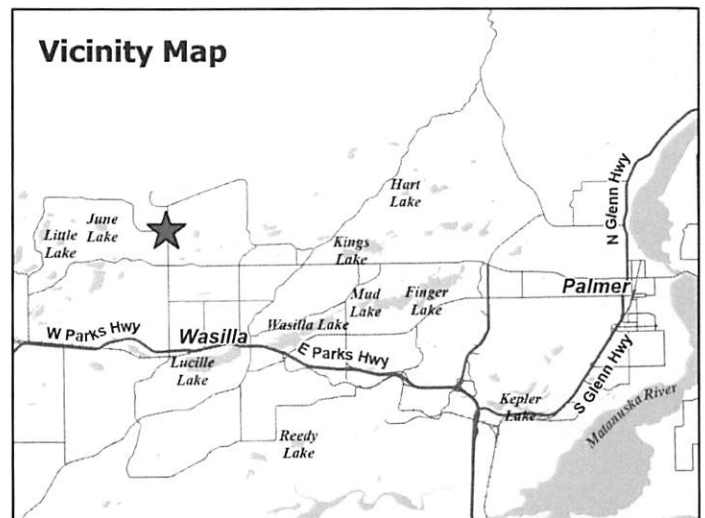 Vicinity Map
Hart
Lake
N Glenn Hwy
June
Lake
Little
Lake
Kings
Lake
Mud
Lake
Finger
Lake
Palmer
W Parks Hwy
Wasilla
Wasilla Lake
Lucille
Lake
E Parks Hwy
Kepler
Lake
S Glenn Hwy
Matanuska River
Reedy
Lake